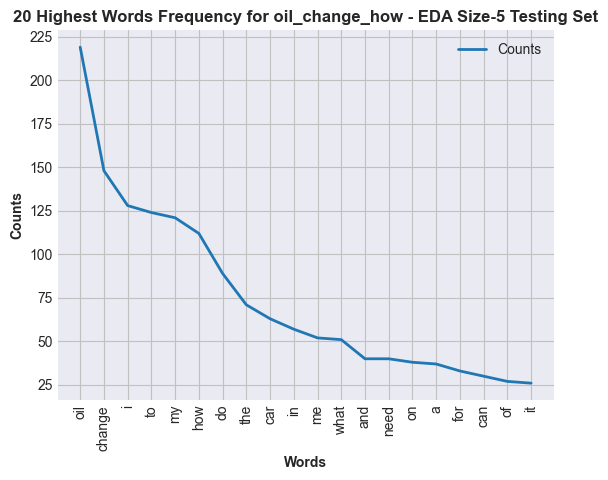 20 Highest Words Frequency for oil_change_how - EDA Size-5 Testing Set
Counts
225
200
175
150
125
100
75
50
25
Counts
oil
change
i
to
my
how
do
the
car
in
me
what
and
need
on
a
for
can
of
it
Words